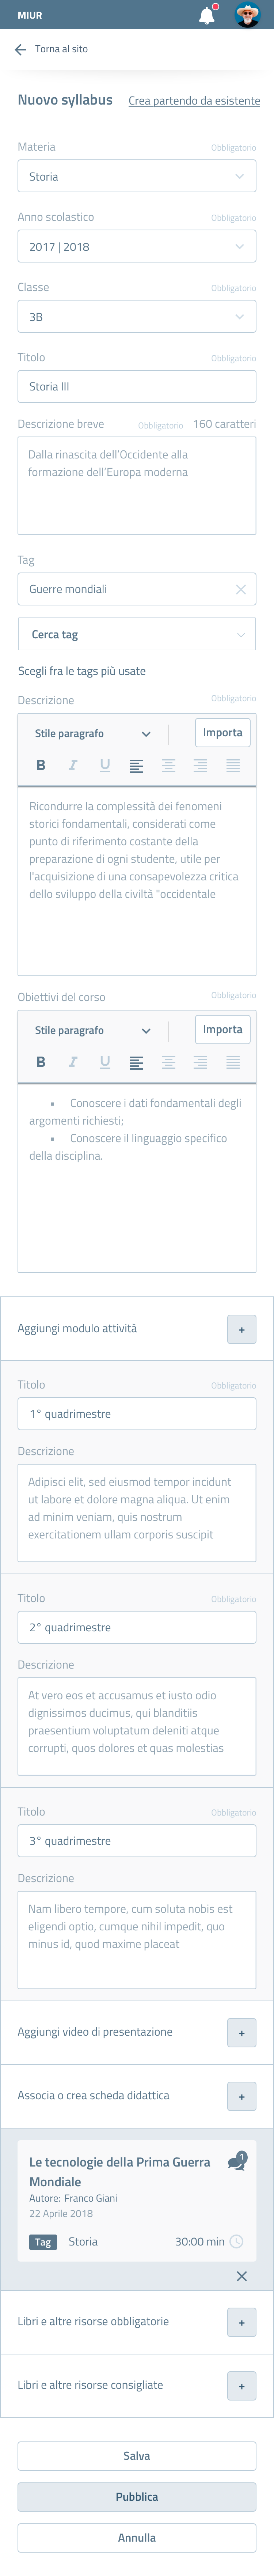 MIUR
Torna al sito
Nuovo syllabus Crea partendo da esistente
Materia Obbligatorio
Storia
Anno scolastico Obbligatorio
2017 | 2018
Classe Obbligatorio
3B
Titolo Obbligatorio
Storia III
Descrizione breve Obbligatorio 160 caratteri
Dalla rinascita dell'Occidente alla
formazione dell'Europa moderna
Tag
Guerre mondiali
Cerca tag
Scegli fra le tags più usate
Descrizione Obbligatorio
Stile paragrafo Importa
B I U
Ricondurre la complessità dei fenomeni
storici fondamentali, considerati come
punto di riferimento costante della
preparazione di ogni studente, utile per
l'acquisizione di una consapevolezza critica
dello sviluppo della civiltà "occidentale
Obiettivi del corso Obbligatorio
Stile paragrafo Importa
B I U
• Conoscere i dati fondamentali degli
argomenti richiesti;
• Conoscere il linguaggio specifico
della disciplina.
Aggiungi modulo attività +
Titolo Obbligatorio
1° quadrimestre
Descrizione
Adipisci elit, sed eiusmod tempor incidunt
ut labore et dolore magna aliqua. Ut enim
ad minim veniam, quis nostrum
exercitationem ullam corporis suscipit
Titolo Obbligatorio
2° quadrimestre
Descrizione
At vero eos et accusamus et iusto odio
dignissimos ducimus, qui blanditiis
praesentium voluptatum deleniti atque
corrupti, quos dolores et quas molestias
Titolo Obbligatorio
3° quadrimestre
Descrizione
Nam libero tempore, cum soluta nobis est
eligendi optio, cumque nihil impedit, quo
minus id, quod maxime placeat
Aggiungi video di presentazione +
Associa o crea scheda didattica +
Le tecnologie della Prima Guerra 1
Mondiale
Autore: Franco Giani
22 Aprile 2018
Tag Storia 30:00 min
Libri e altre risorse obbligatorie +
Libri e altre risorse consigliate +
Salva
Pubblica
Annulla